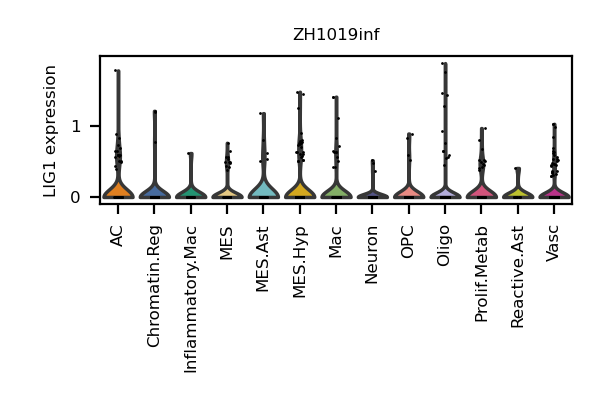 ZH1019inf
LIG1 expression
1
0
AC
Chromatin.Reg
Inflammatory.Mac
MES
MES.Ast
MES.Hyp
Mac
Neuron
OPC
Oligo
Prolif.Metab
Reactive.Ast
Vasc